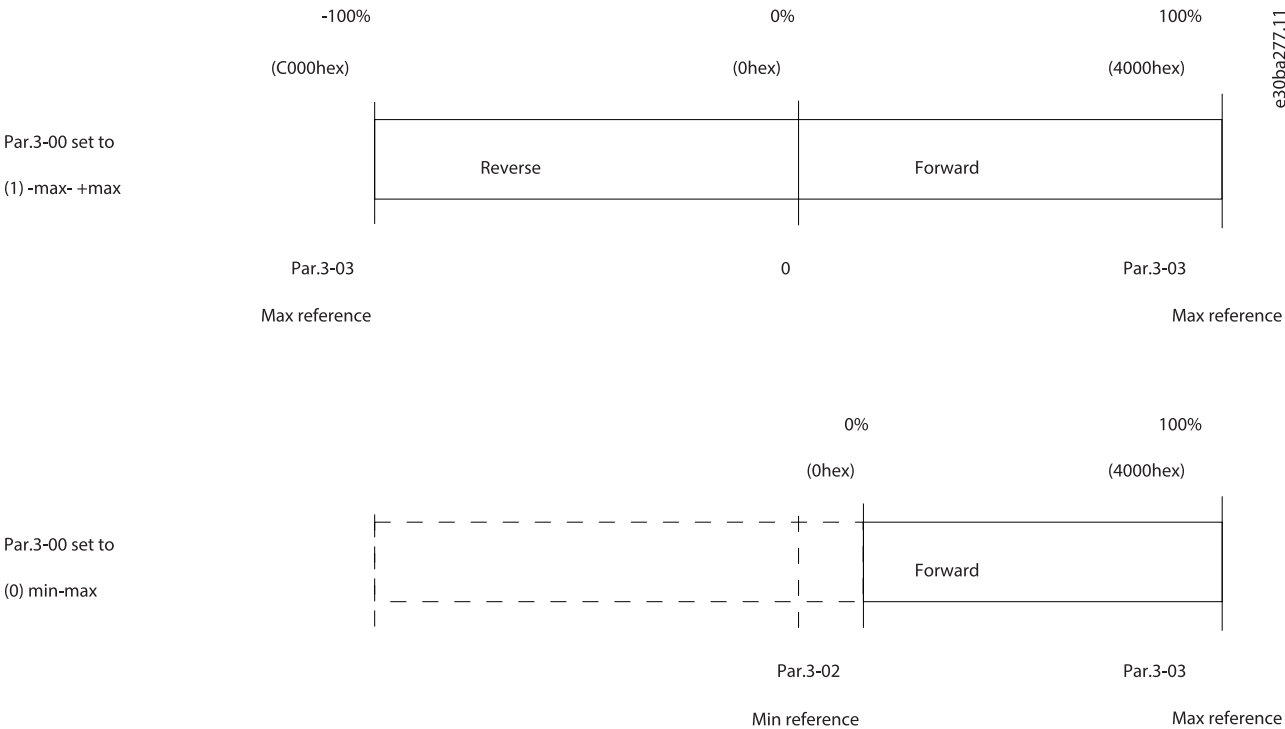 -100% 0% 100%
(C000hex) (0hex) (4000hex)
e30ba277.11
Par.3-00 set to
(1) -max- +max
Reverse Forward
Par.3-03 0 Par.3-03
Max reference Max reference
0% 100%
(0hex) (4000hex)
Par.3-00 set to
(0) min-max
Forward
Par.3-02 Par.3-03
Min reference Max reference